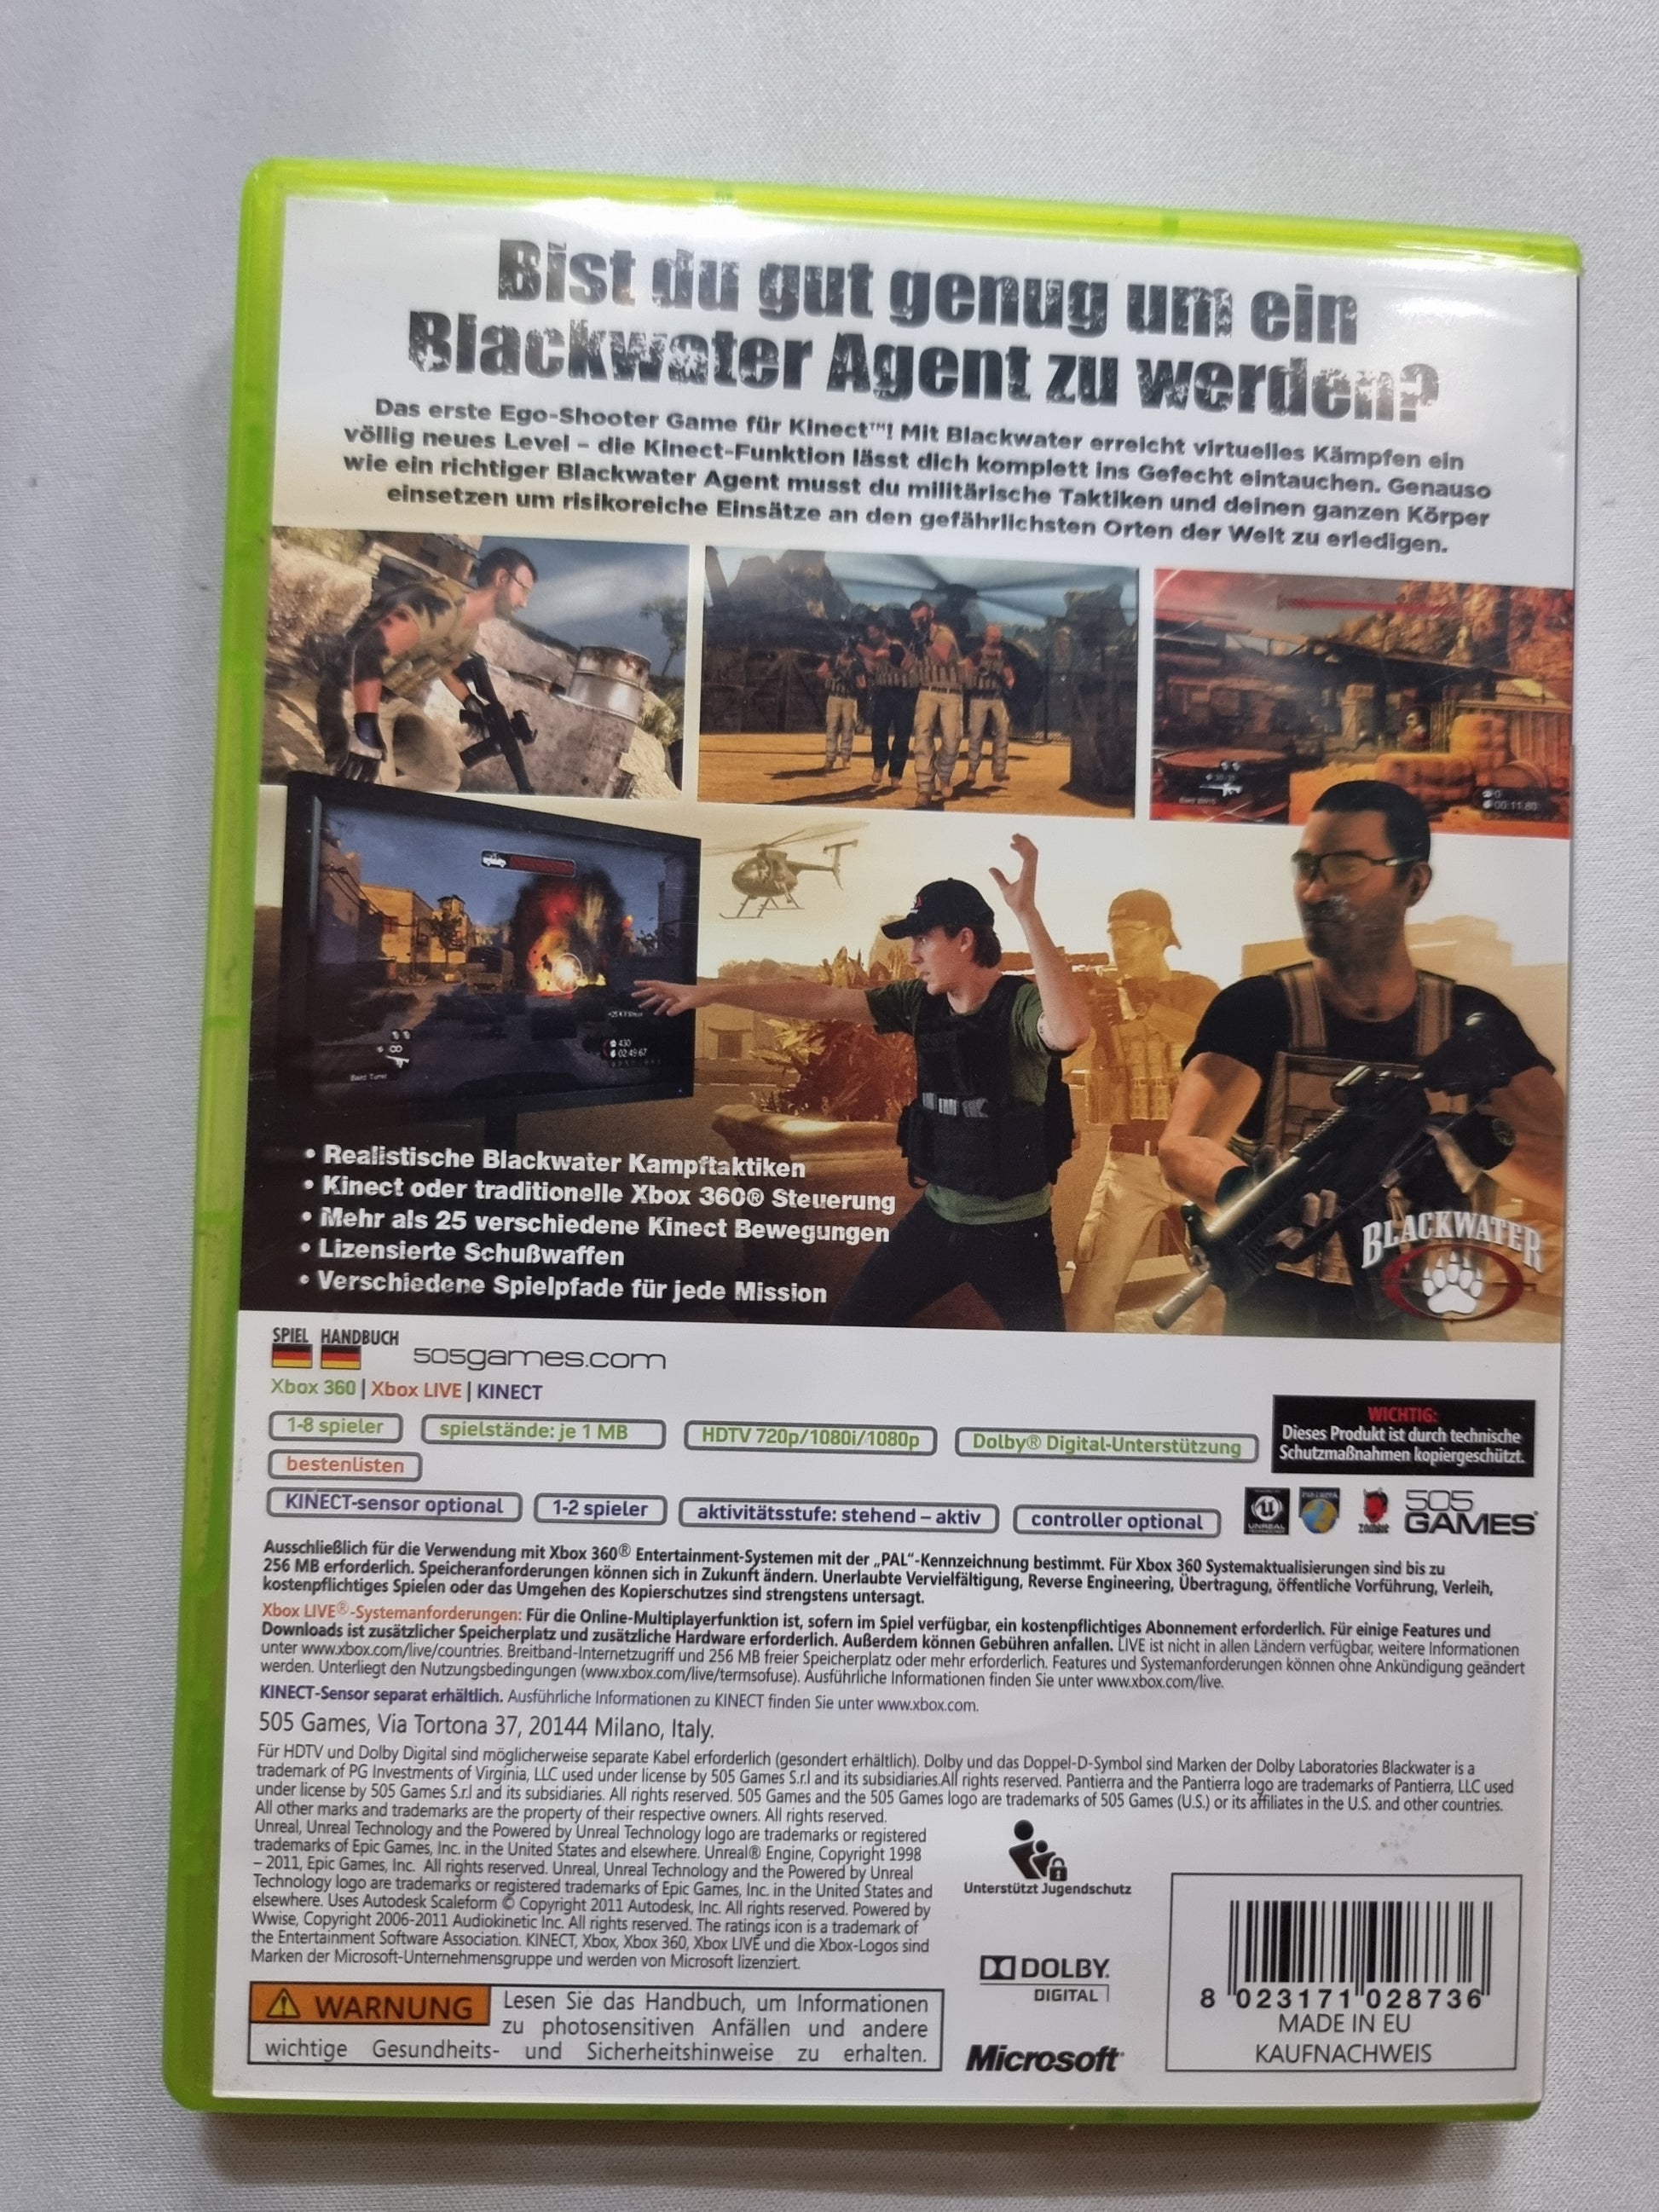 Bist du gut genug um ein
Blackwater Agent zu werden?
Das erste Ego-Shooter Game für Kinect™! Mit Blackwater erreicht virtuelles Kämpfen ein
völlig neues Level – die Kinect-Funktion lässt dich komplett ins Gefecht eintauchen. Genauso
wie ein richtiger Blackwater Agent musst du militärische Taktiken und deinen ganzen Körper
einsetzen um risikoreiche Einsätze an den gefährlichsten Orten der Welt zu erledigen.
00:11.80
430
02:49.67
• Realistische Blackwater Kampftaktiken
• Kinect oder traditionelle Xbox 360® Steuerung
• Mehr als 25 verschiedene Kinect Bewegungen
• Lizensierte Schußwaffen
• Verschiedene Spielpfade für jede Mission
BLACKWATER
SPIEL HANDBUCH
505games.com
Xbox 360 | Xbox LIVE | KINECT
1-8 spieler
spielstände: je 1 MB
HDTV 720p/1080i/1080p
Dolby® Digital-Unterstützung
WICHTIG:
Dieses Produkt ist durch technische
Schutzmaßnahmen kopiergeschützt.
bestenlisten
KINECT-sensor optional
1-2 spieler
aktivitätsstufe: stehend – aktiv
controller optional
UNREAL
zombie
505
GAMES
Ausschließlich für die Verwendung mit Xbox 360® Entertainment-Systemen mit der „PAL“-Kennzeichnung bestimmt. Für Xbox 360 Systemaktualisierungen sind bis zu
256 MB erforderlich. Speicheranforderungen können sich in Zukunft ändern. Unerlaubte Vervielfältigung, Reverse Engineering, Übertragung, öffentliche Vorführung, Verleih,
kostenpflichtiges Spielen oder das Umgehen des Kopierschutzes sind strengstens untersagt.
Xbox LIVE®-Systemanforderungen: Für die Online-Multiplayerfunktion ist, sofern im Spiel verfügbar, ein kostenpflichtiges Abonnement erforderlich. Für einige Features und
Downloads ist zusätzlicher Speicherplatz und zusätzliche Hardware erforderlich. Außerdem können Gebühren anfallen. LIVE ist nicht in allen Ländern verfügbar, weitere Informationen
unter www.xbox.com/live/countries. Breitband-Internetzugriff und 256 MB freier Speicherplatz oder mehr erforderlich. Features und Systemanforderungen können ohne Ankündigung geändert
werden. Unterliegt den Nutzungsbedingungen (www.xbox.com/live/termsofuse). Ausführliche Informationen finden Sie unter www.xbox.com/live.
KINECT-Sensor separat erhältlich. Ausführliche Informationen zu KINECT finden Sie unter www.xbox.com.
505 Games, Via Tortona 37, 20144 Milano, Italy.
Für HDTV und Dolby Digital sind möglicherweise separate Kabel erforderlich (gesondert erhältlich). Dolby und das Doppel-D-Symbol sind Marken der Dolby Laboratories Blackwater is a
trademark of PG Investments of Virginia, LLC used under license by 505 Games S.r.l and its subsidiaries.All rights reserved. Pantierra and the Pantierra logo are trademarks of Pantierra, LLC used
under license by 505 Games S.r.l and its subsidiaries. All rights reserved. 505 Games and the 505 Games logo are trademarks of 505 Games (U.S.) or its affiliates in the U.S. and other countries.
All other marks and trademarks are the property of their respective owners. All rights reserved.
Unreal, Unreal Technology and the Powered by Unreal Technology logo are trademarks or registered
trademarks of Epic Games, Inc. in the United States and elsewhere. Unreal® Engine, Copyright 1998
– 2011, Epic Games, Inc. All rights reserved. Unreal, Unreal Technology and the Powered by Unreal
Technology logo are trademarks or registered trademarks of Epic Games, Inc. in the United States and
elsewhere. Uses Autodesk Scaleform © Copyright 2011 Autodesk, Inc. All rights reserved. Powered by
Wwise, Copyright 2006-2011 Audiokinetic Inc. All rights reserved. The ratings icon is a trademark of
the Entertainment Software Association. KINECT, Xbox, Xbox 360, Xbox LIVE und die Xbox-Logos sind
Marken der Microsoft-Unternehmensgruppe und werden von Microsoft lizenziert.
Unterstützt Jugendschutz
DOLBY
DIGITAL
Microsoft
WARNUNG Lesen Sie das Handbuch, um Informationen
zu photosensitiven Anfällen und andere
wichtige Gesundheits- und Sicherheitshinweise zu erhalten.
8 023171 028736
MADE IN EU
KAUFNACHWEIS